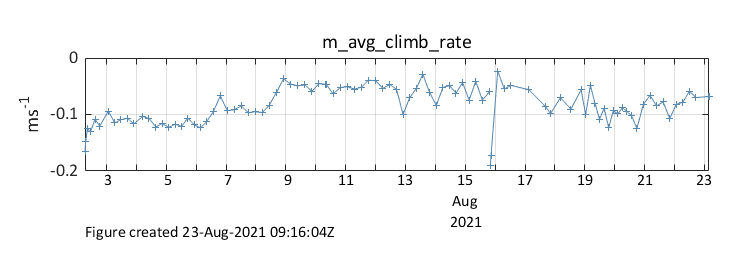 m_avg_climb_rate
0
-0.1
-0.2
ms-1
3 5 7 9 11 13 15 17 19 21 23
Aug
2021
Figure created 23-Aug-2021 09:16:04Z